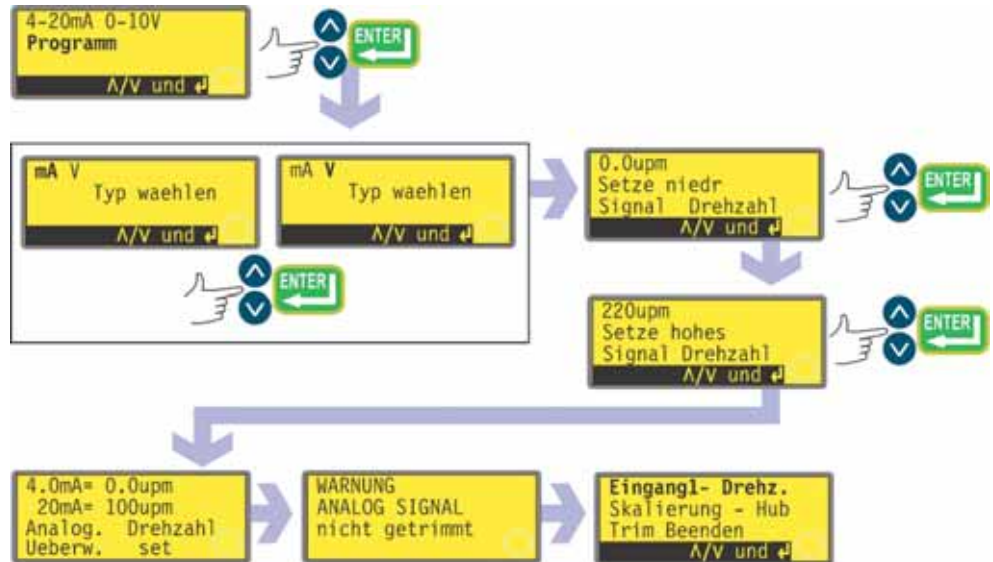 4-20mA 0-10V
Programm
Λ/V und ↲
ENTER
mA V
Typ waehlen
Λ/V und ↲
mA V
Typ waehlen
Λ/V und ↲
ENTER
0.0upm
Setze niedr
Signal Drehzahl
Λ/V und ↲
ENTER
220upm
Setze hohes
Signal Drehzahl
Λ/V und ↲
ENTER
4.0mA= 0.0upm
20mA= 100upm
Analog. Drehzahl
Ueberw. set
WARNUNG
ANALOG SIGNAL
nicht getrimmt
Eingang1- Drehz.
Skalierung - Hub
Trim Beenden
Λ/V und ↲